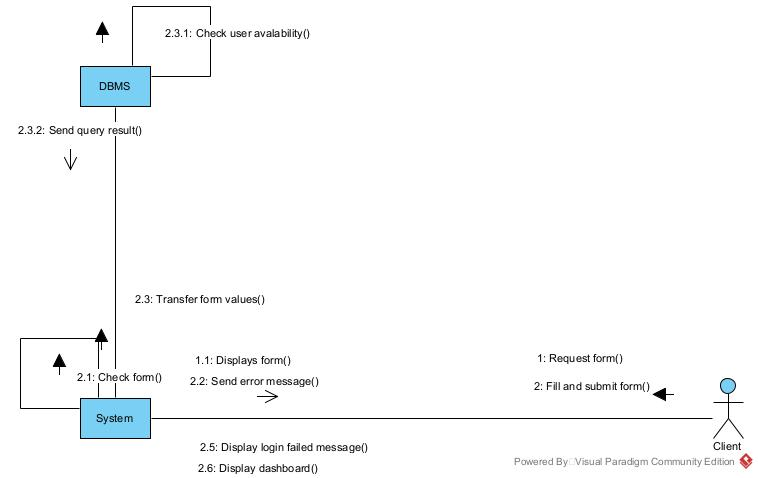 2.3.1: Check user avalability()
DBMS
2.3.2: Send query result()
2.3: Transfer form values()
1.1: Displays form()
1: Request form()
2.1: Check form()
2.2: Send error message()
2: Fill and submit form()
System
Client
2.5: Display login failed message()
Powered By Visual Paradigm Community Edition
2.6: Display dashboard()